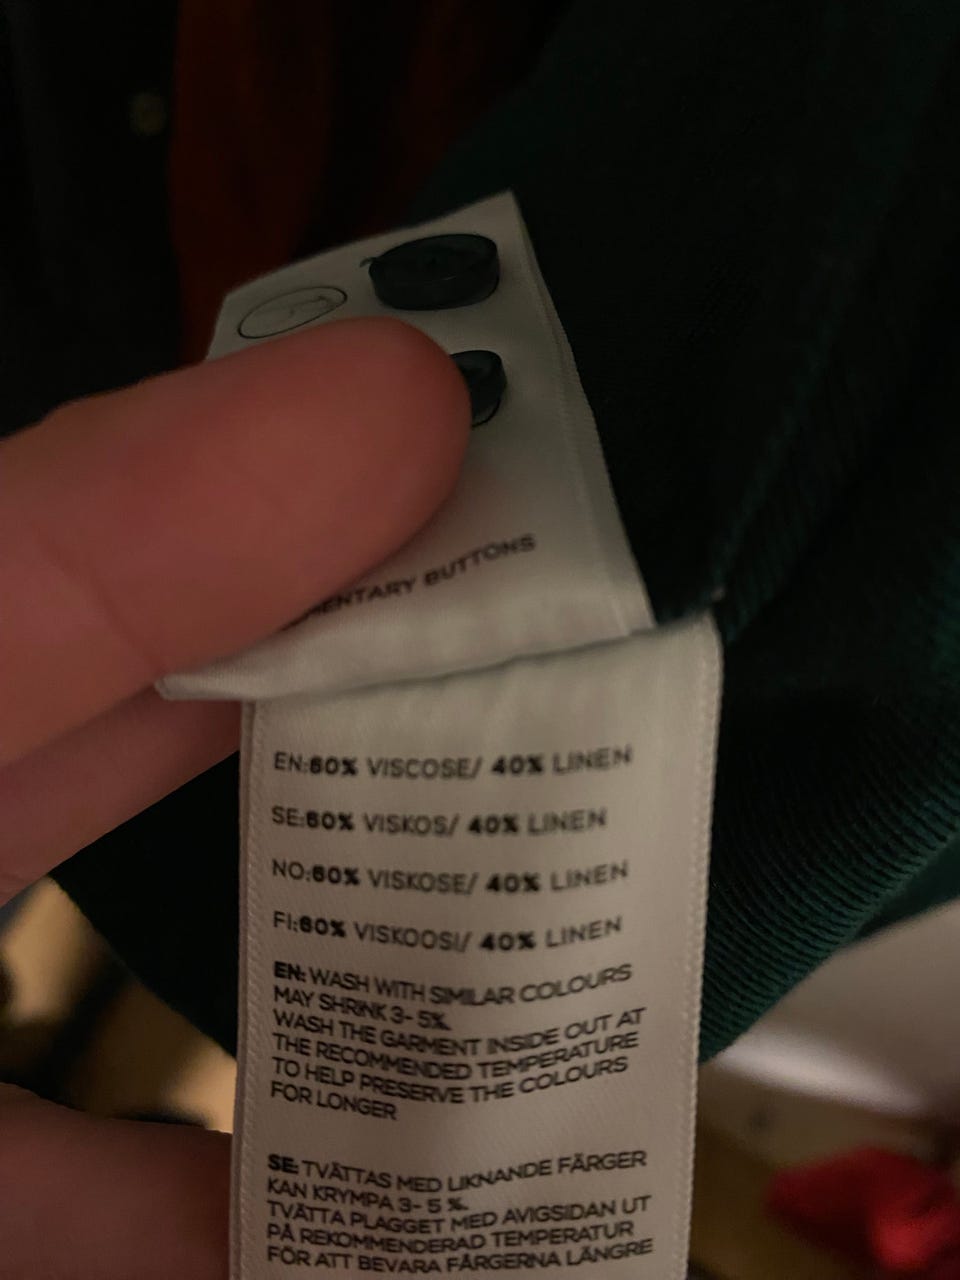 BUTTONS
EN:60% VISCOSE/ 40% LINEN
SE:60% VISKOS/ 40% LINEN
NO:60% VISKOSE/ 40% LINEN
FI:60% VISKOOSI/ 40% LINEN
EN: WASH WITH SIMILAR COLOURS
MAY SHRINK 3- 5%.
WASH THE GARMENT INSIDE OUT AT
THE RECOMMENDED TEMPERATURE
TO HELP PRESERVE THE COLOURS
FOR LONGER
SE: TVÄTTAS MED LIKNANDE FÄRGER
KAN KRYMPA 3- 5 %.
TVÄTTA PLAGGET MED AVIGSIDAN UT
PÅ REKOMMENDERAD TEMPERATUR
FÖR ATT BEVARA FÄRGERNA LÄNGRE